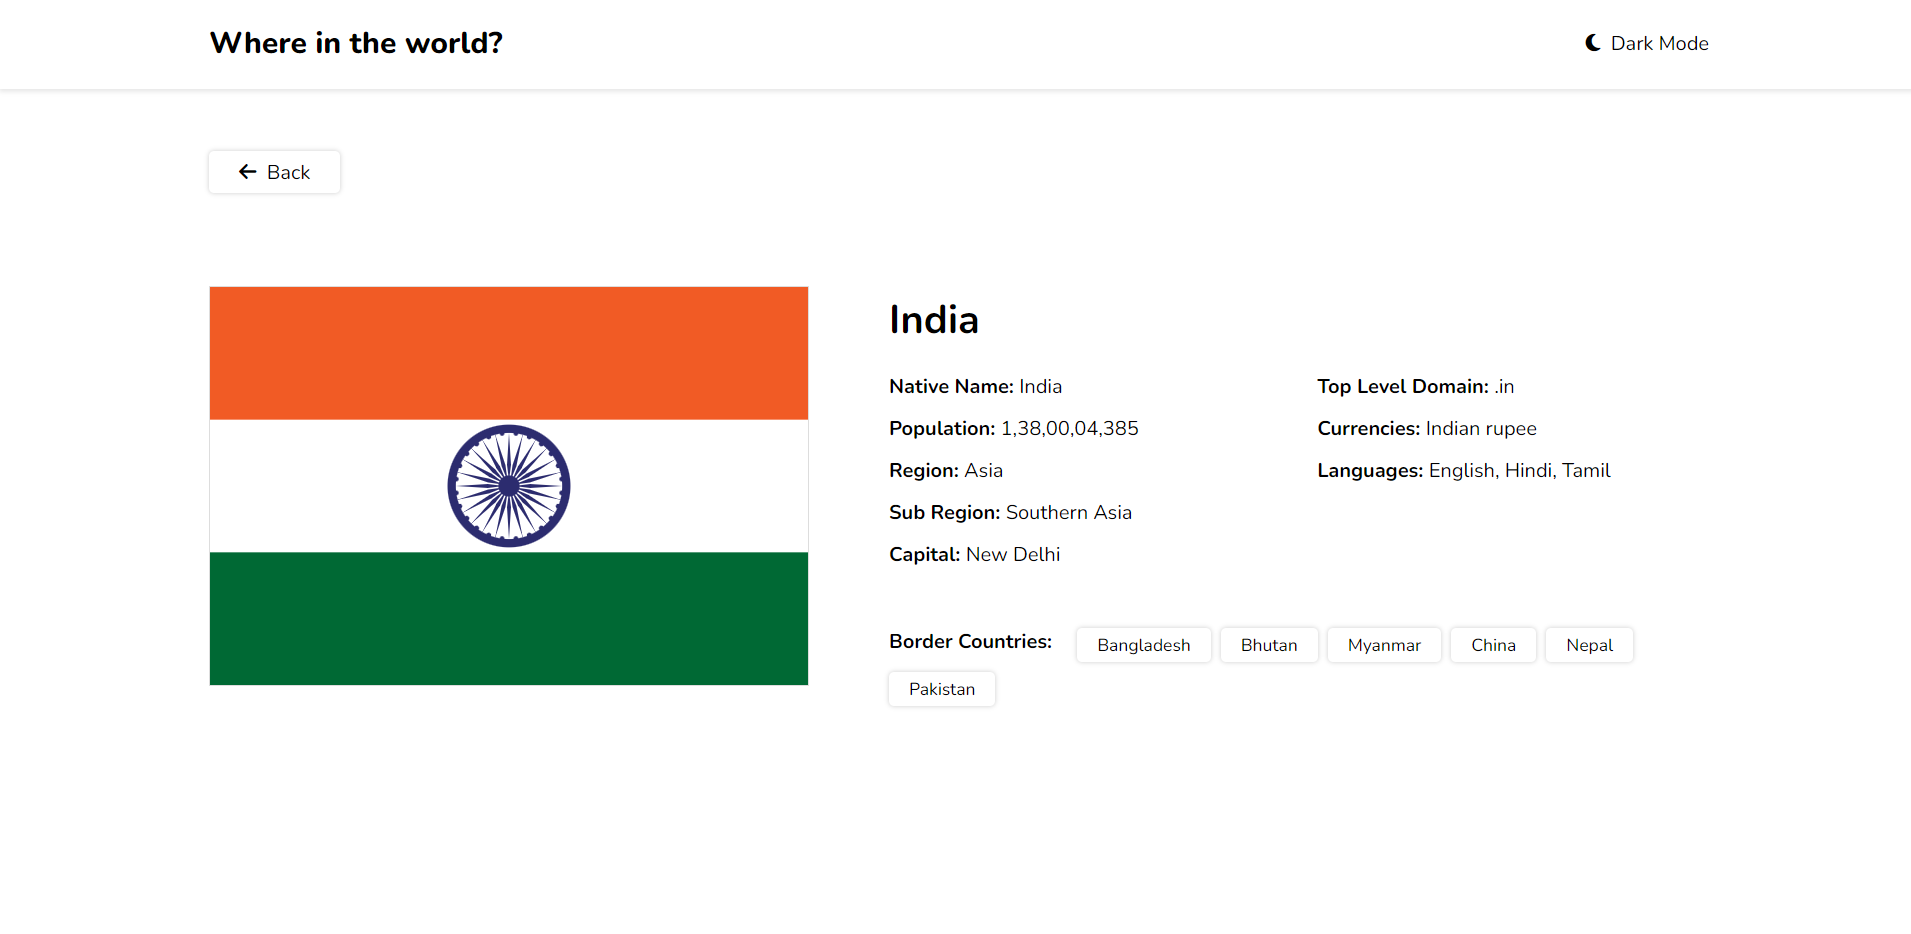 Where in the world?
Dark Mode
Back
India
Native Name: India
Population: 1,38,00,04,385
Region: Asia
Sub Region: Southern Asia
Capital: New Delhi
Top Level Domain: .in
Currencies: Indian rupee
Languages: English, Hindi, Tamil
Border Countries: Bangladesh Bhutan Myanmar China Nepal
Pakistan